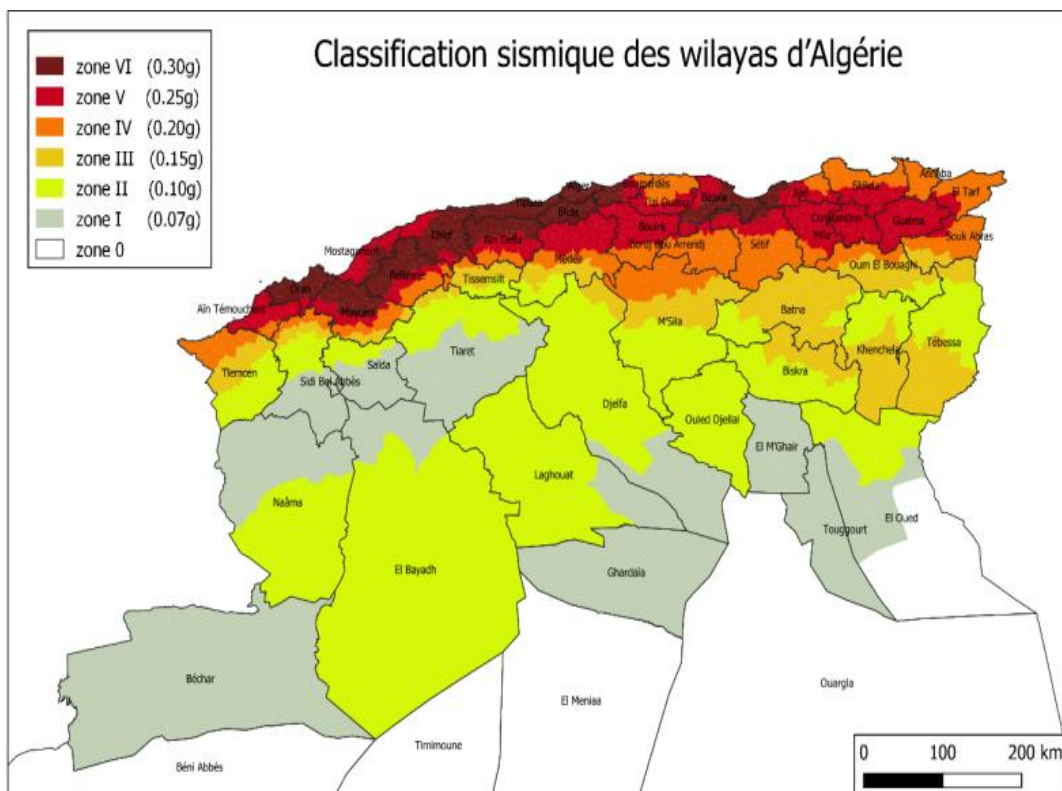 Classification sismique des wilayas d'Algérie
zone VI (0.30g)
zone V (0.25g)
zone IV (0.20g)
zone III (0.15g)
zone II (0.10g)
zone I (0.07g)
zone 0
Alger
Boumerdès
Tizi Ouzou
Béjaïa
Jijel
Skikda
Annaba
El Tarf
Tipaza
Blida
Chlef
Aïn Defla
Bouira
Constantine
Guelma
Mila
Sétif
Bordj Bou Arreridj
Souk Ahras
Mostaganem
Médéa
Oum El Bouaghi
Relizane
Tissemsilt
Oran
Aïn Témouchent
Mascara
M'Sila
Batna
Tébessa
Khenchela
Tiaret
Saïda
Tlemcen
Sidi Bel Abbès
Biskra
Djelfa
Ouled Djellal
El M'Ghair
Laghouat
Naâma
Touggourt
El Oued
El Bayadh
Ghardaïa
Béchar
Ouargla
El Meniaa
Timimoune
Béni Abbès
0 100 200 km